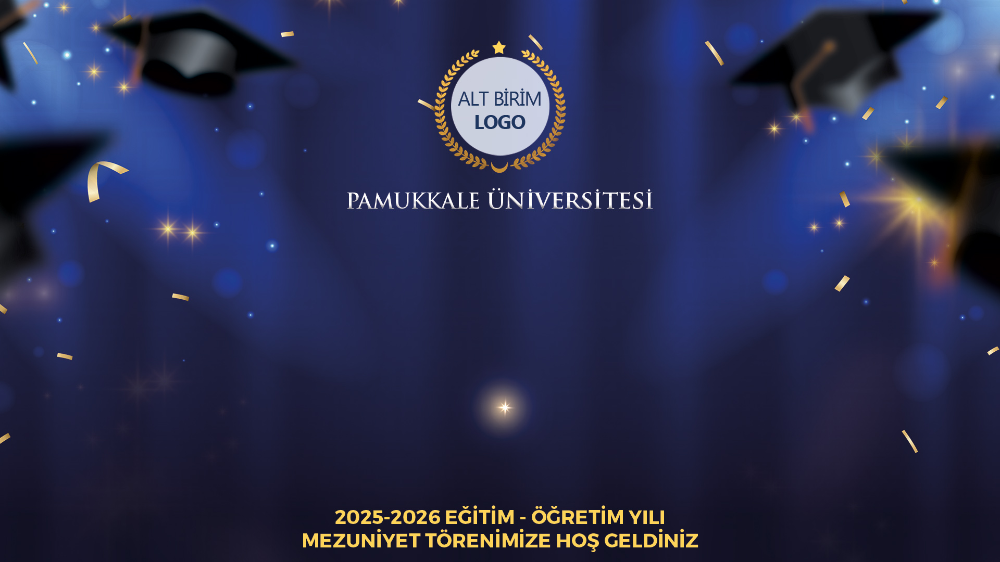 ALT BİRİM
LOGO
PAMUKKALE ÜNİVERSİTESİ
2025-2026 EĞİTİM - ÖĞRETİM YILI
MEZUNİYET TÖRENİMİZE HOŞ GELDİNİZ